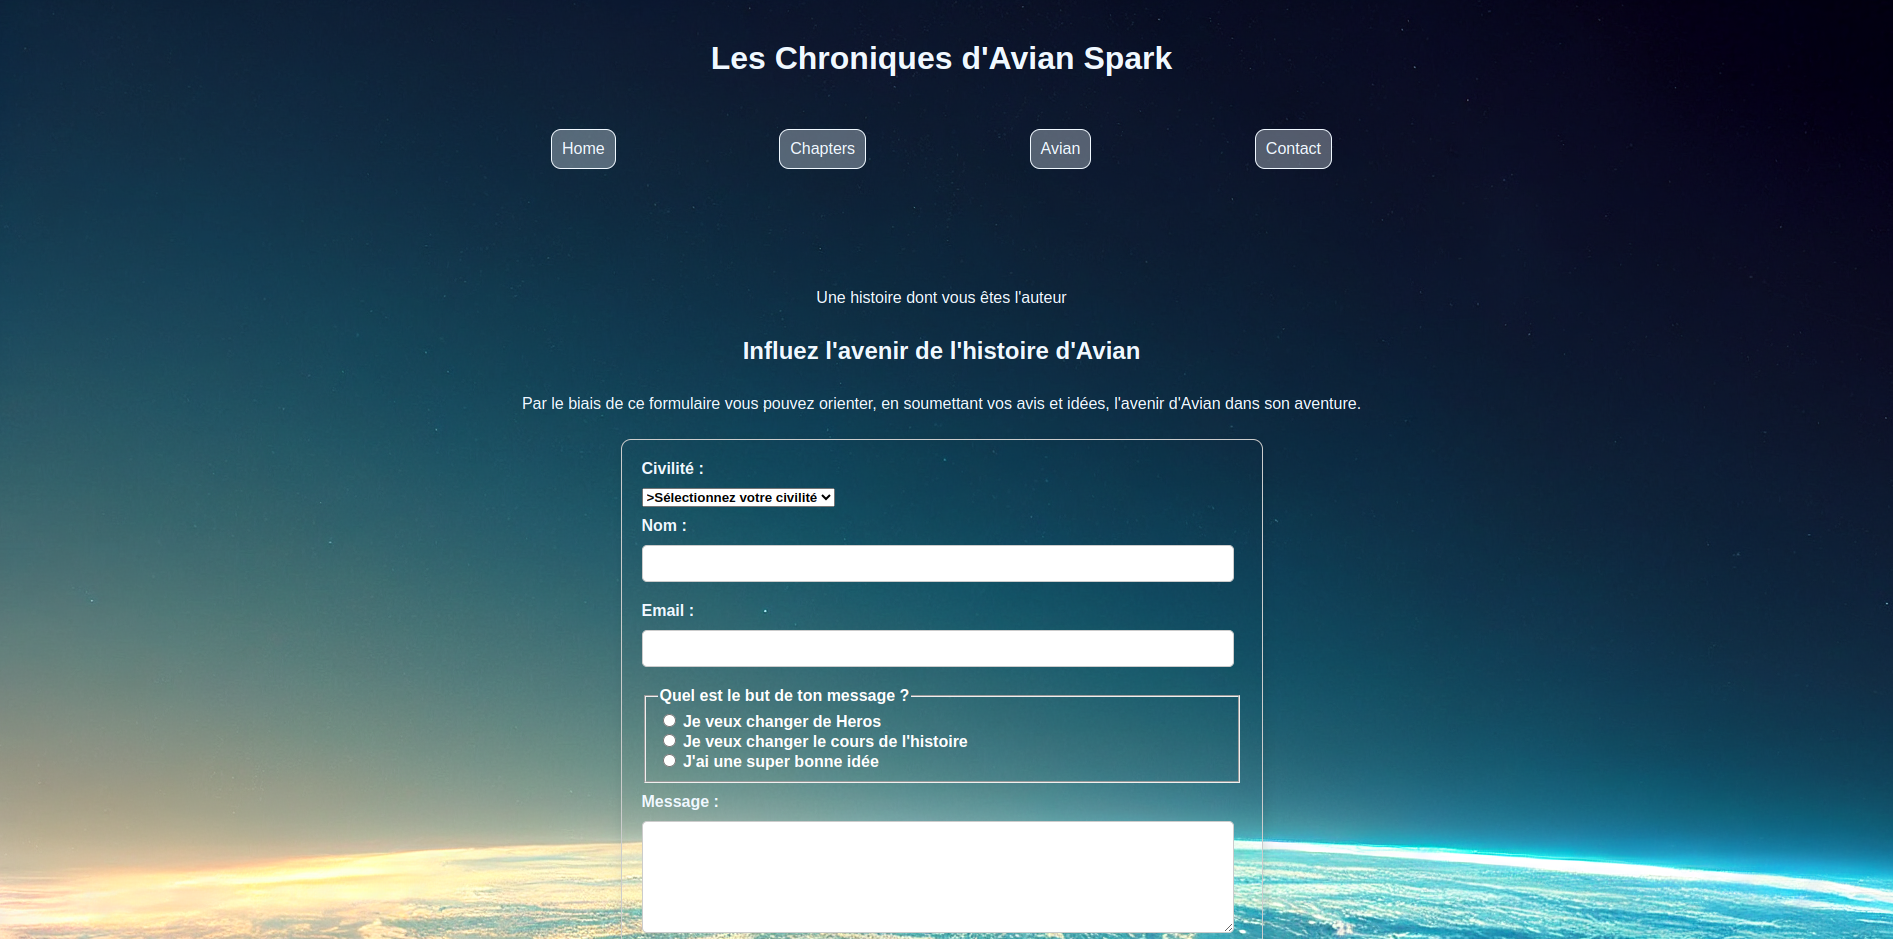 Les Chroniques d'Avian Spark
Home Chapters Avian Contact
Une histoire dont vous êtes l'auteur
Influez l'avenir de l'histoire d'Avian
Par le biais de ce formulaire vous pouvez orienter, en soumettant vos avis et idées, l'avenir d'Avian dans son aventure.
Civilité :
>Sélectionnez votre civilité
Nom :
Email :
Quel est le but de ton message ?
Je veux changer de Heros
Je veux changer le cours de l'histoire
J'ai une super bonne idée
Message :